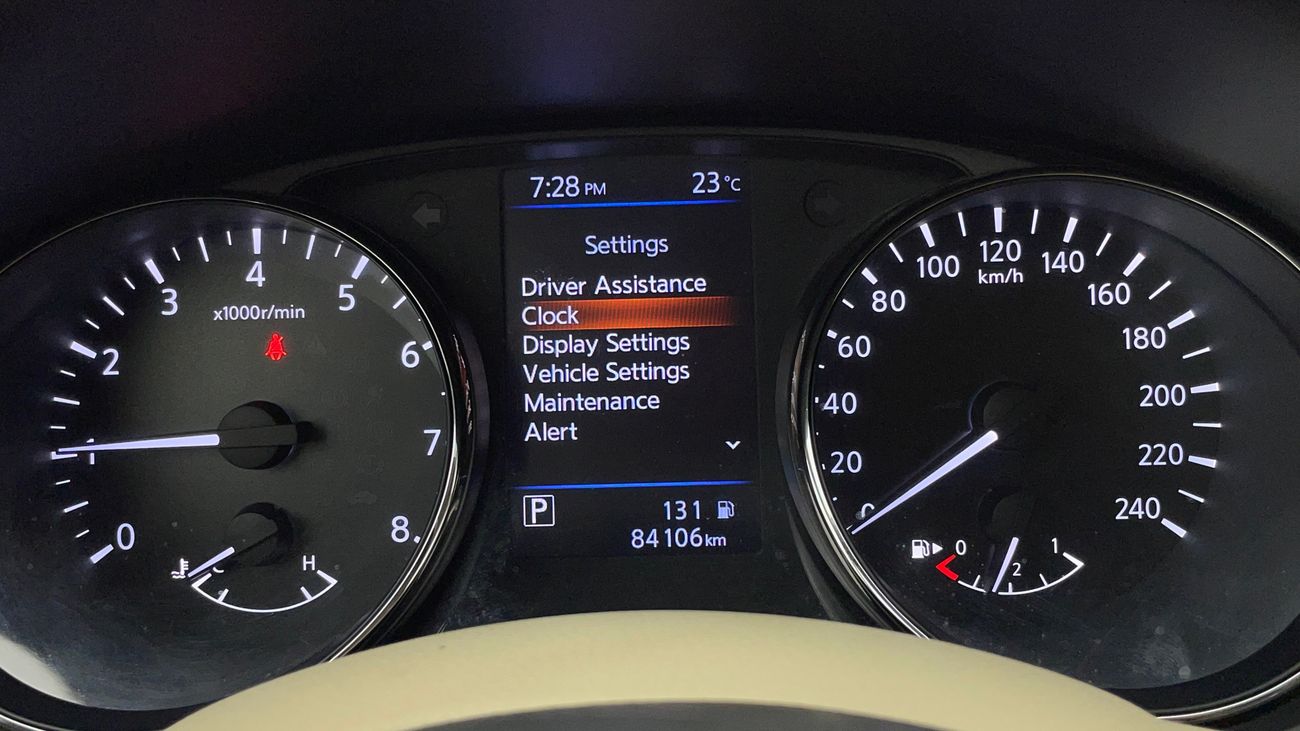 7:28 PM 23°C
Settings
Driver Assistance
Clock
Display Settings
Vehicle Settings
Maintenance
Alert
P 131
84106 km
0 1 2 3 4 5 6 7 8
x1000r/min
C H
0 20 40 60 80 100 120 140 160 180 200 220 240
km/h
0 1
2